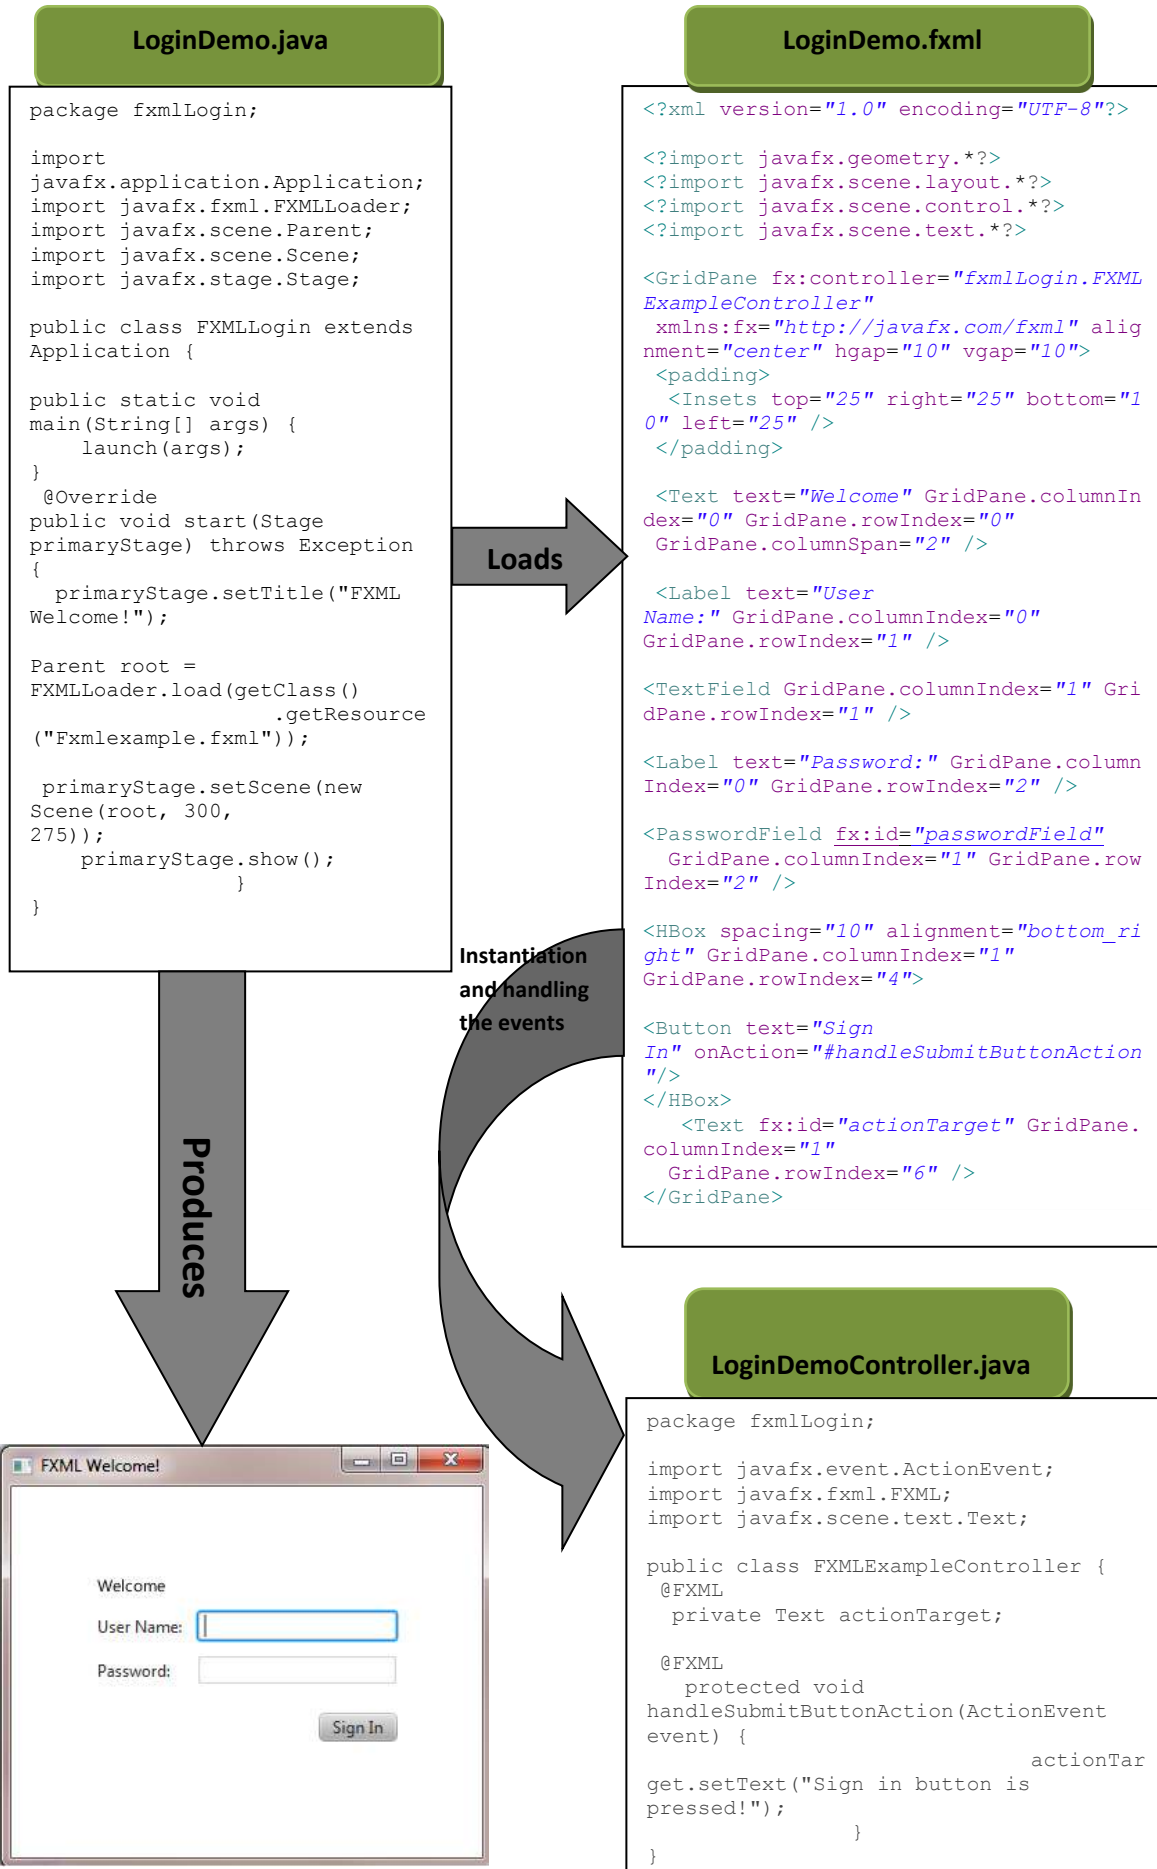 LoginDemo.java
package fxmlLogin;
import
javafx.application.Application;
import javafx.fxml.FXMLLoader;
import javafx.scene.Parent;
import javafx.scene.Scene;
import javafx.stage.Stage;
public class FXMLLogin extends
Application {
public static void
main(String[] args) {
launch(args);
}
@Override
public void start(Stage
primaryStage) throws Exception
{
primaryStage.setTitle("FXML
Welcome!");
Parent root =
FXMLLoader.load(getClass()
.getResource
("Fxmlexample.fxml"));
primaryStage.setScene(new
Scene(root, 300,
275));
primaryStage.show();
}
}
Loads
LoginDemo.fxml
<?xml version="1.0" encoding="UTF-8"?>
<?import javafx.geometry.*?>
<?import javafx.scene.layout.*?>
<?import javafx.scene.control.*?>
<?import javafx.scene.text.*?>
<GridPane fx:controller="fxmlLogin.FXML
ExampleController"
xmlns:fx="http://javafx.com/fxml" alig
nment="center" hgap="10" vgap="10">
<padding>
<Insets top="25" right="25" bottom="1
0" left="25" />
</padding>
<Text text="Welcome" GridPane.columnIn
dex="0" GridPane.rowIndex="0"
GridPane.columnSpan="2" />
<Label text="User
Name:" GridPane.columnIndex="0"
GridPane.rowIndex="1" />
<TextField GridPane.columnIndex="1" Gri
dPane.rowIndex="1" />
<Label text="Password:" GridPane.column
Index="0" GridPane.rowIndex="2" />
<PasswordField fx:id="passwordField"
GridPane.columnIndex="1" GridPane.row
Index="2" />
<HBox spacing="10" alignment="bottom_ri
ght" GridPane.columnIndex="1"
GridPane.rowIndex="4">
<Button text="Sign
In" onAction="#handleSubmitButtonAction
"/>
</HBox>
<Text fx:id="actionTarget" GridPane.
columnIndex="1"
GridPane.rowIndex="6" />
</GridPane>
Instantiation
and handling
the events
Produces
LoginDemoController.java
package fxmlLogin;
import javafx.event.ActionEvent;
import javafx.fxml.FXML;
import javafx.scene.text.Text;
public class FXMLExampleController {
@FXML
private Text actionTarget;
@FXML
protected void
handleSubmitButtonAction(ActionEvent
event) {
actionTar
get.setText("Sign in button is
pressed!");
}
}
FXML Welcome!
Welcome
User Name:
Password:
Sign In